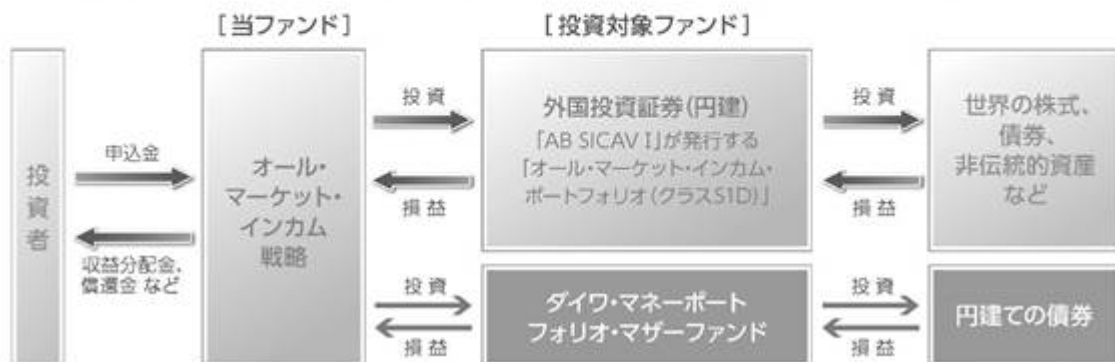 [当ファンド]
[投資対象ファンド]
投資者
申込金
収益分配金、
償還金 など
オール・
マーケット・
インカム
戦略
投資
損益
外国投資証券(円建)
「AB SICAV I」が発行する
「オール・マーケット・インカム・
ポートフォリオ(クラスS1D)」
投資
損益
世界の株式、
債券、
非伝統的資産
など
投資
損益
ダイワ・マネーポート
フォリオ・マザーファンド
投資
損益
円建ての債券